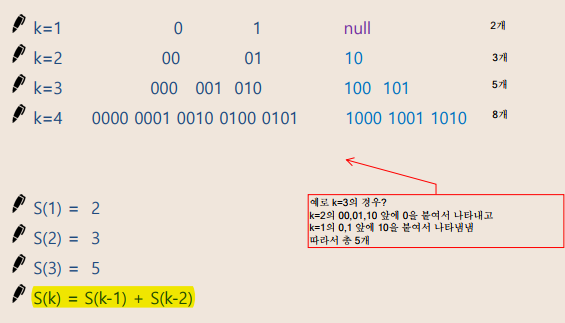 k=1 0 1 null 2개
k=2 00 01 10 3개
k=3 000 001 010 100 101 5개
k=4 0000 0001 0010 0100 0101 1000 1001 1010 8개
예로 k=3의 경우?
k=2의 00,01,10 앞에 0을 붙여서 나타내고
k=1의 0,1 앞에 10을 붙여서 나타냄냄
따라서 총 5개
S(1) = 2
S(2) = 3
S(3) = 5
S(k) = S(k-1) + S(k-2)